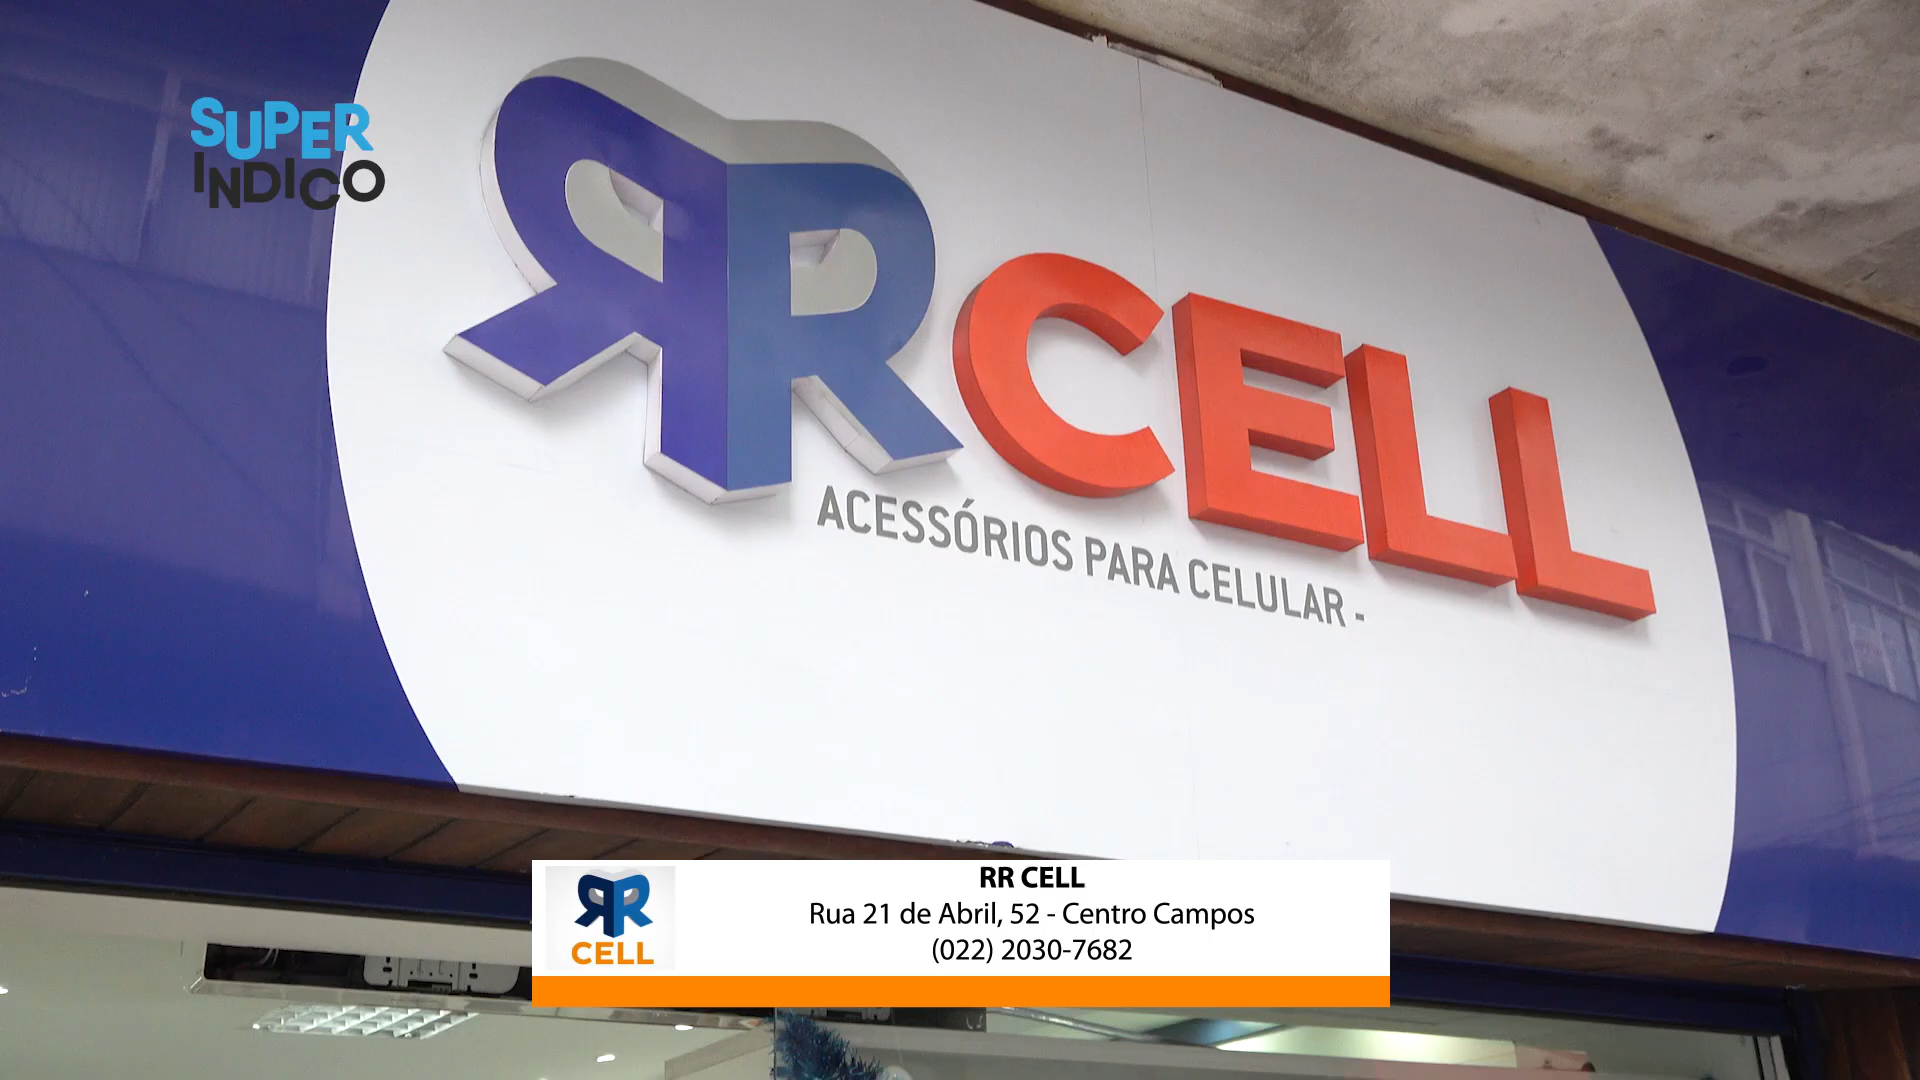 SUPER
INDICO
RRCELL
ACESSÓRIOS PARA CELULAR -
RR
CELL
RR CELL
Rua 21 de Abril, 52 - Centro Campos
(022) 2030-7682